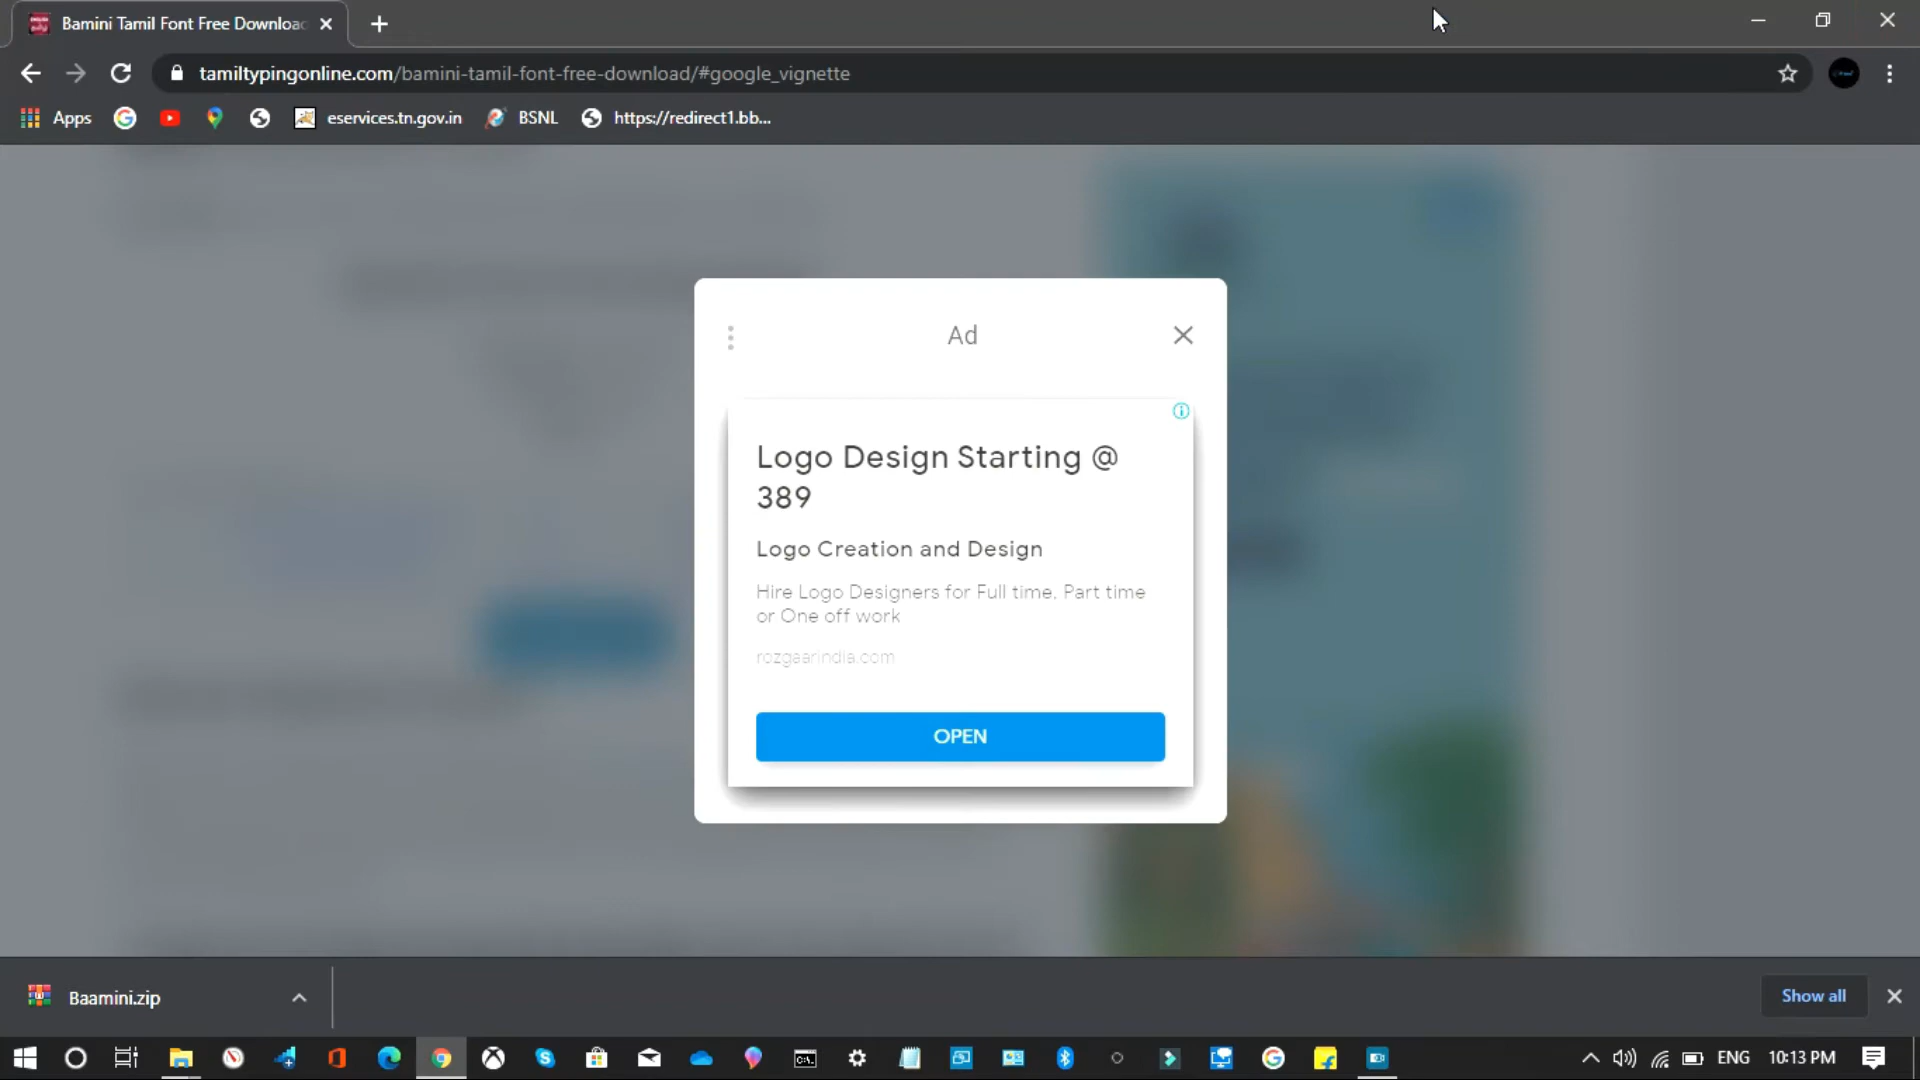 Bamini Tamil Font Free Download
tamiltypingonline.com/bamini-tamil-font-free-download/#google_vignette
Apps
eservices.tn.gov.in
BSNL
https://redirect1.bb...
Ad
Logo Design Starting @
389
Logo Creation and Design
Hire Logo Designers for Full time. Part time
or One off work
rozgaarindia.com
OPEN
Baamini.zip
Show all
ENG
10:13 PM